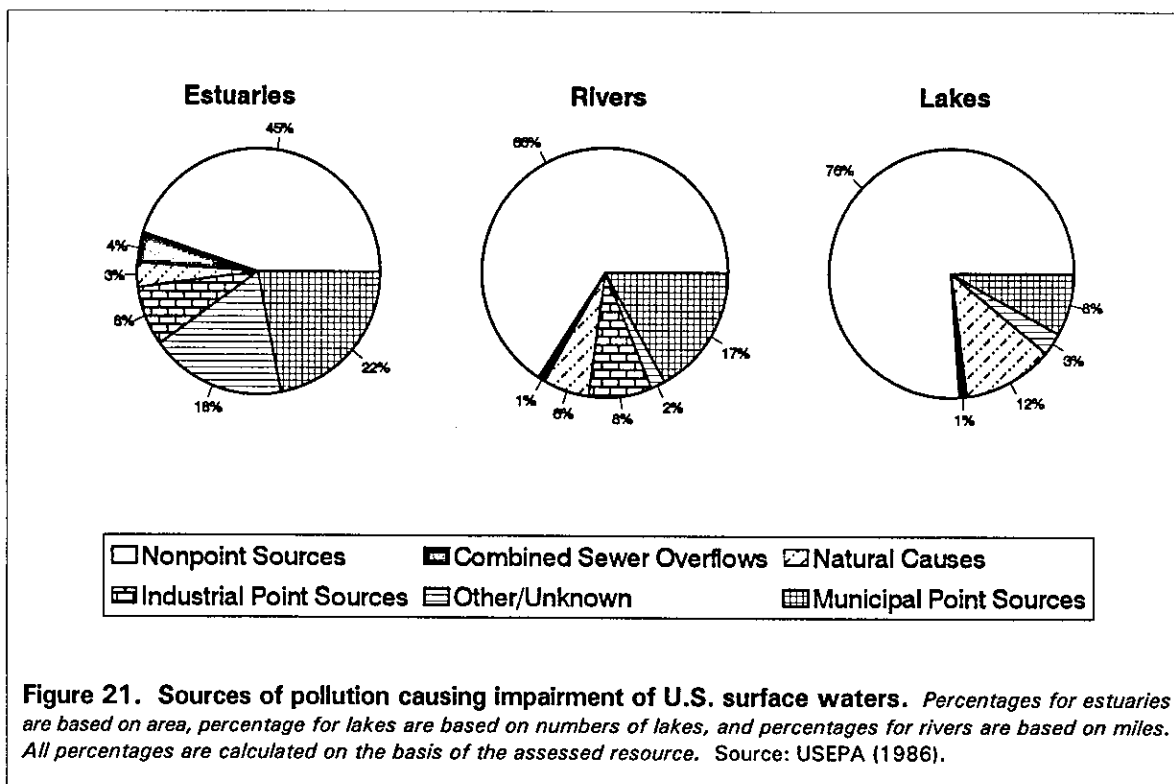 Estuaries
Rivers
Lakes
45%
4%
3%
8%
18%
22%
66%
1%
6%
8%
2%
17%
76%
1%
12%
3%
8%
Nonpoint Sources Combined Sewer Overflows Natural Causes
Industrial Point Sources Other/Unknown Municipal Point Sources
Figure 21. Sources of pollution causing impairment of U.S. surface waters. Percentages for estuaries
are based on area, percentage for lakes are based on numbers of lakes, and percentages for rivers are based on miles.
All percentages are calculated on the basis of the assessed resource. Source: USEPA (1986).